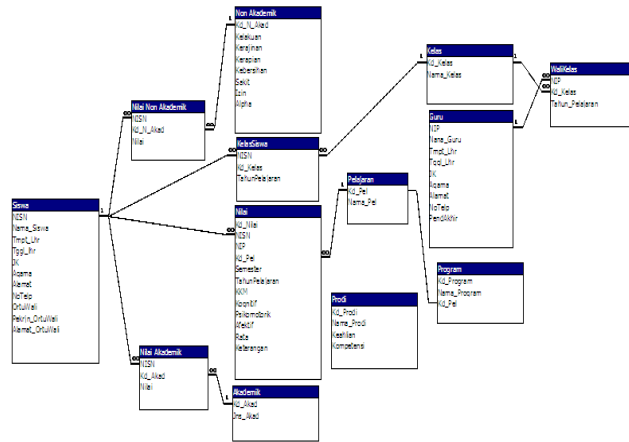 Non Akademik
Kd_N_Akad
Kelakuan
Kerajinan
Kerapian
Kebersihan
Sakit
Izin
Alpha
Kelas
Kd_Kelas
Nama_Kelas
WaliKelas
NIP
Kd_Kelas
Tahun_Pelajaran
Nilai Non Akademik
NISN
Kd_N_Akad
Nilai
Guru
NIP
Nana_Guru
Tmpt_Lhr
Tggl_Lhr
JK
Agama
Alamat
NoTelp
PendAkhir
KelasSiswa
NISN
Kd_Kelas
TahunPelajaran
Pelajaran
Kd_Pel
Nama_Pel
Siswa
NISN
Nama_Siswa
Tmpt_Lhr
Tggl_lhr
JK
Agama
Alamat
NoTelp
OrtuWali
Pekrjn_OrtuWali
Alamat_OrtuWali
Nilai
Kd_Nilai
NISN
NIP
Kd_Pel
Semester
TahunPelajaran
KKM
Kognitif
Psikomotorik
Afektif
Rata
Keterangan
Program
Kd_Program
Nama_Program
Kd_Pel
Prodi
Kd_Prodi
Nama_Prodi
Keahlian
Kompetensi
Nilai Akademik
NISN
Kd_Akad
Nilai
Akademik
Kd_Akad
Jns_Akad